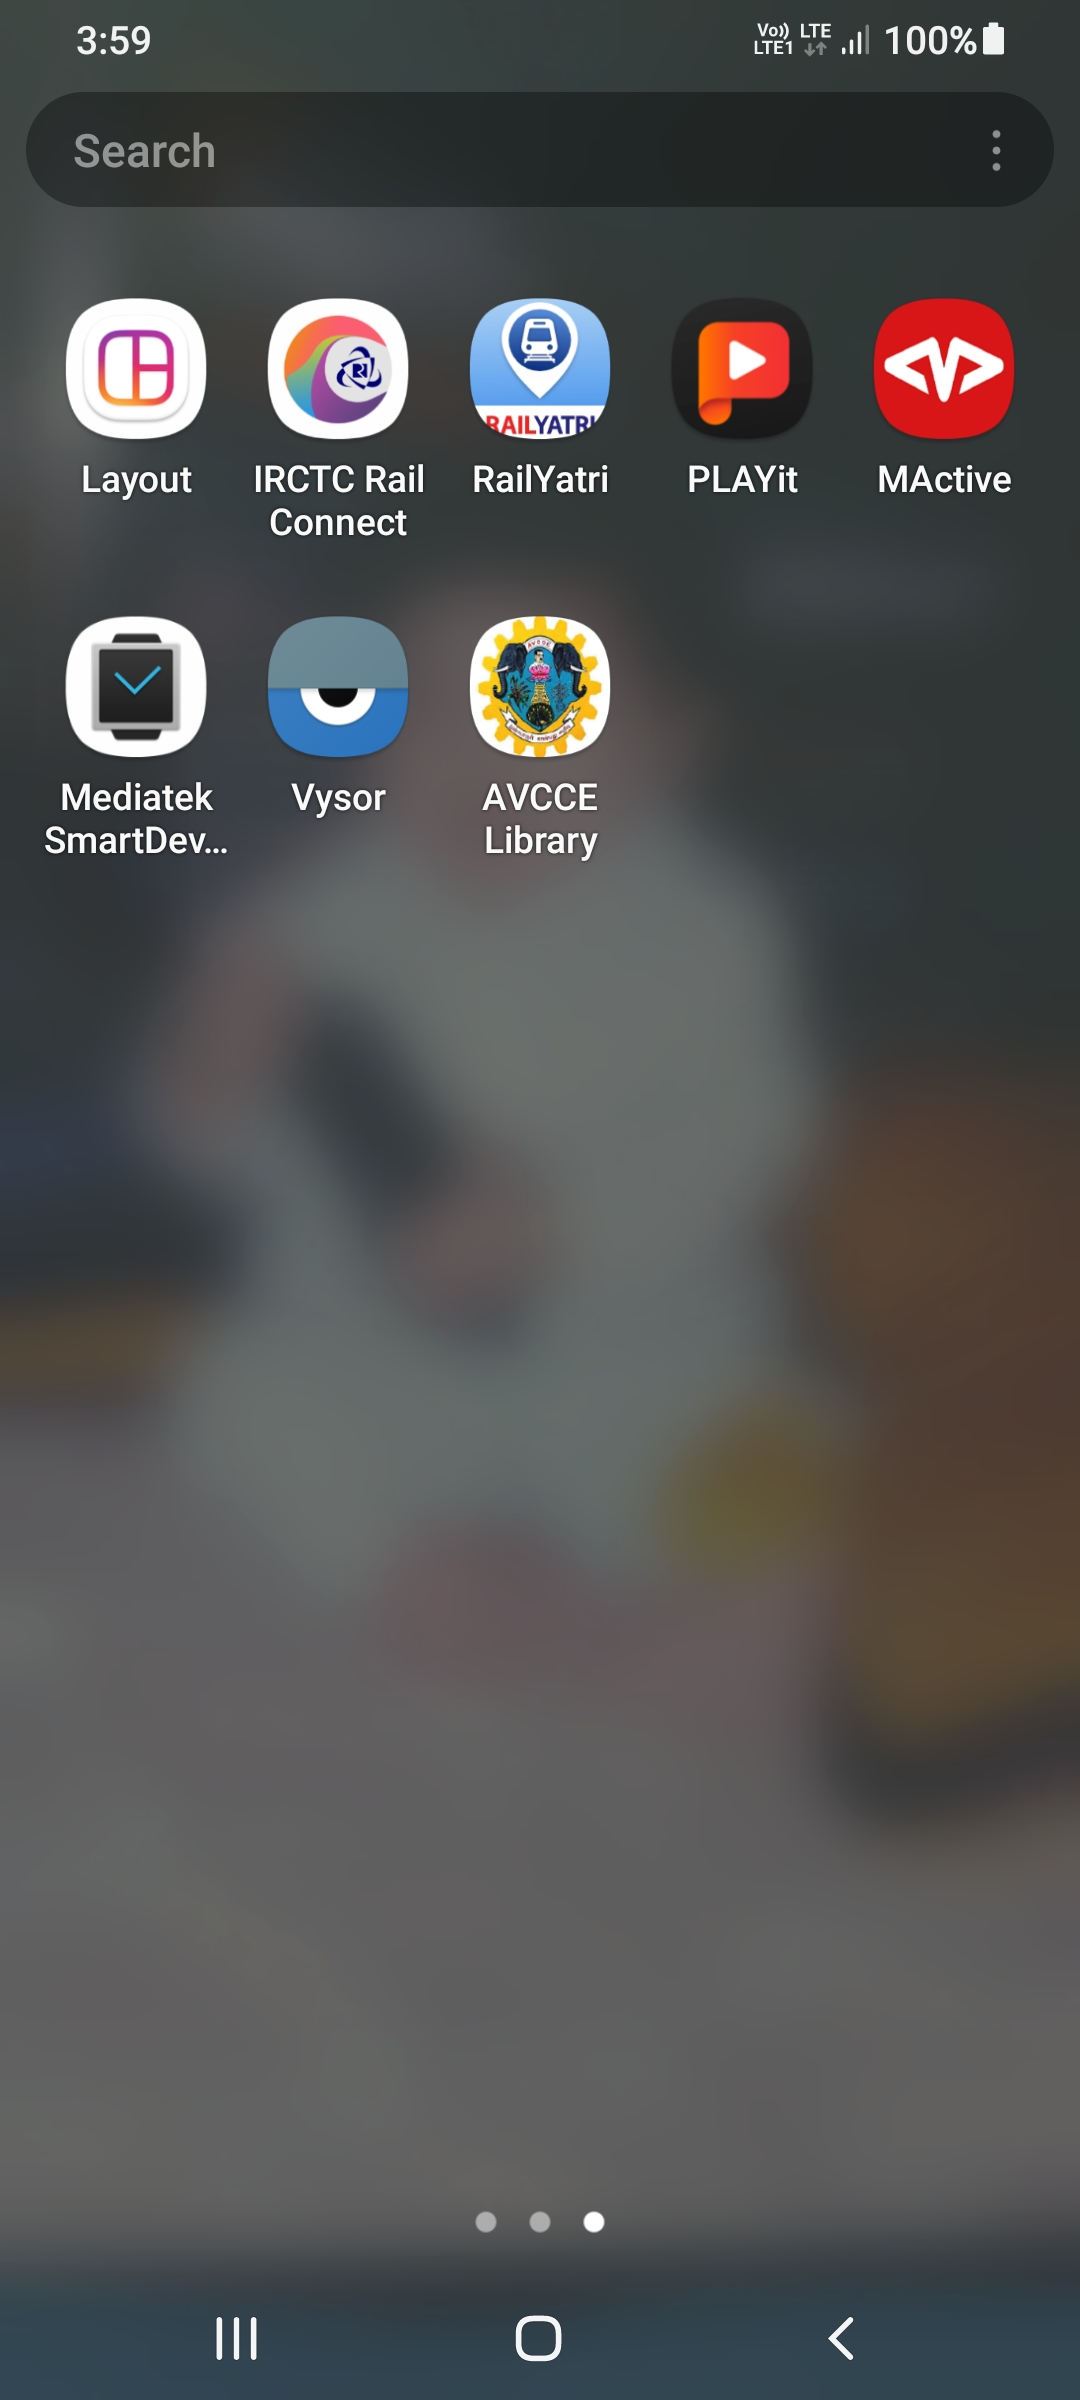 3:59
Vo)) LTE
LTE1
100%
Search
RAILYATRI
Layout
IRCTC Rail
Connect
RailYatri
PLAYit
MActive
AVCCE
Mediatek
SmartDev...
Vysor
AVCCE
Library